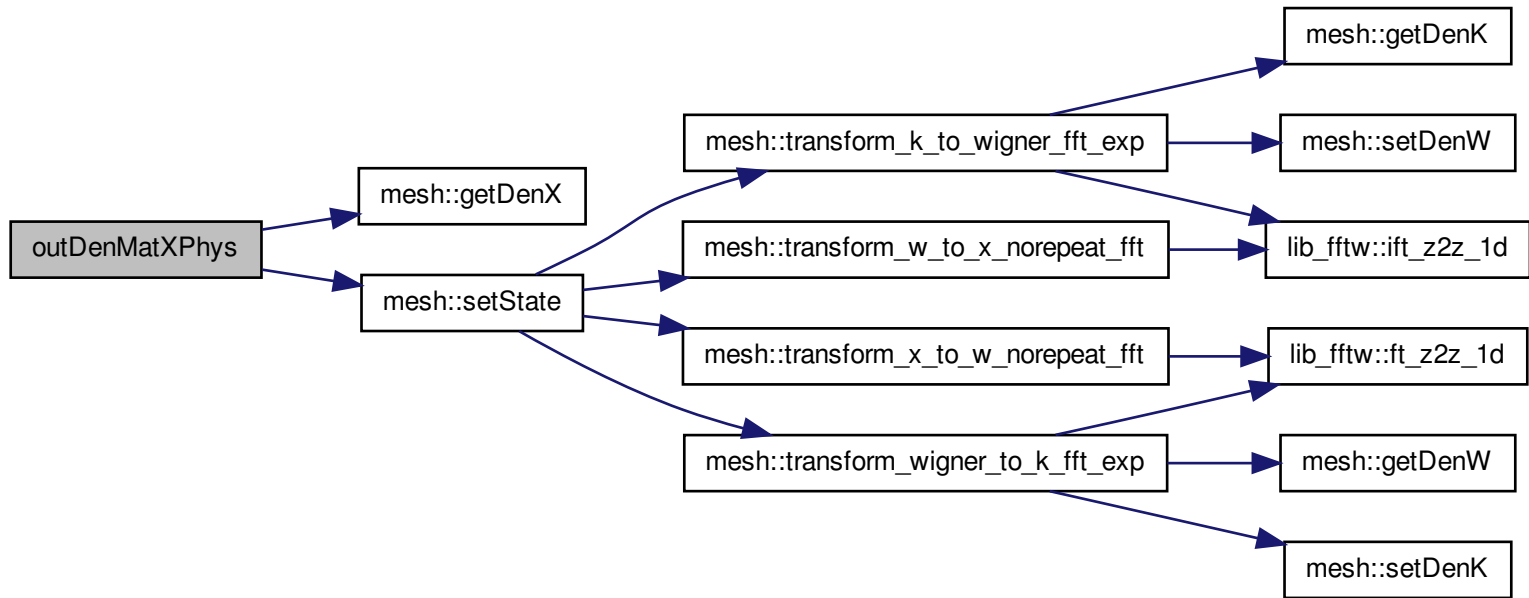 outDenMatXPhys
mesh::getDenX
mesh::setState
mesh::transform_k_to_wigner_fft_exp
mesh::transform_w_to_x_norepeat_fft
mesh::transform_x_to_w_norepeat_fft
mesh::transform_wigner_to_k_fft_exp
mesh::getDenK
mesh::setDenW
lib_fftw::ift_z2z_1d
lib_fftw::ft_z2z_1d
mesh::getDenW
mesh::setDenK